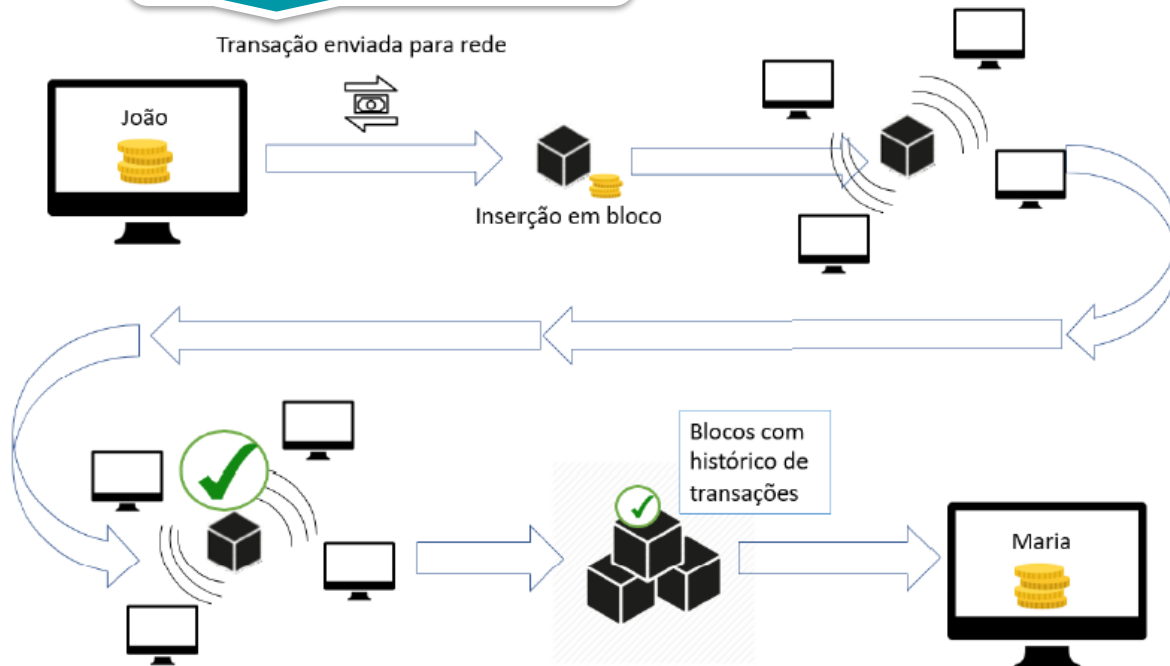 Transação enviada para rede
João
Inserção em bloco
Blocos com
histórico de
transações
Maria